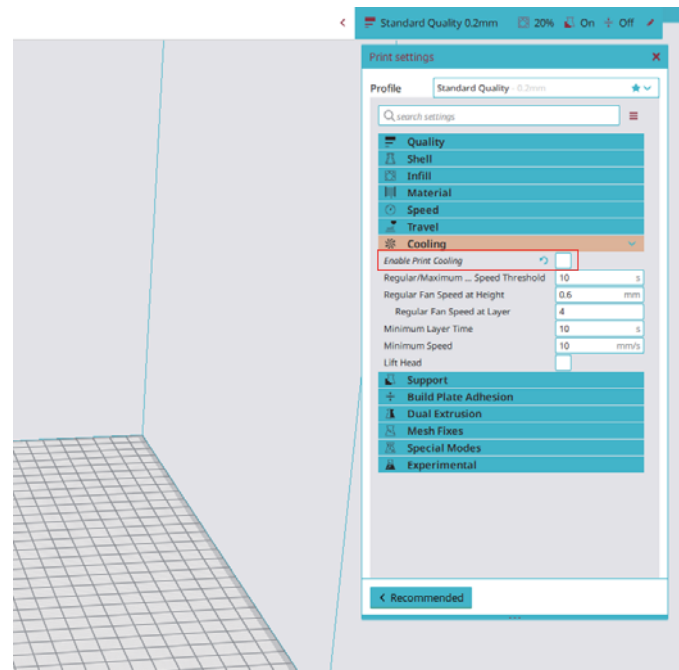 Standard Quality 0.2mm 20% On Off
Print settings
Profile Standard Quality - 0.2mm
search settings
Quality
Shell
Infill
Material
Speed
Travel
Cooling
Enable Print Cooling
Regular/Maximum ... Speed Threshold 10 s
Regular Fan Speed at Height 0.6 mm
Regular Fan Speed at Layer 4
Minimum Layer Time 10 s
Minimum Speed 10 mm/s
Lift Head
Support
Build Plate Adhesion
Dual Extrusion
Mesh Fixes
Special Modes
Experimental
Recommended